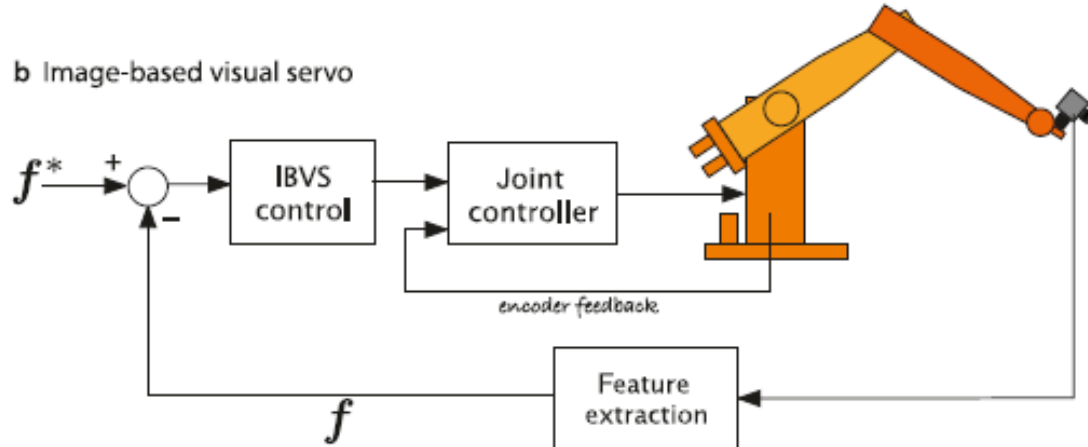 b Image-based visual servo
f*
+
−
IBVS
control
Joint
controller
encoder feedback
Feature
extraction
f